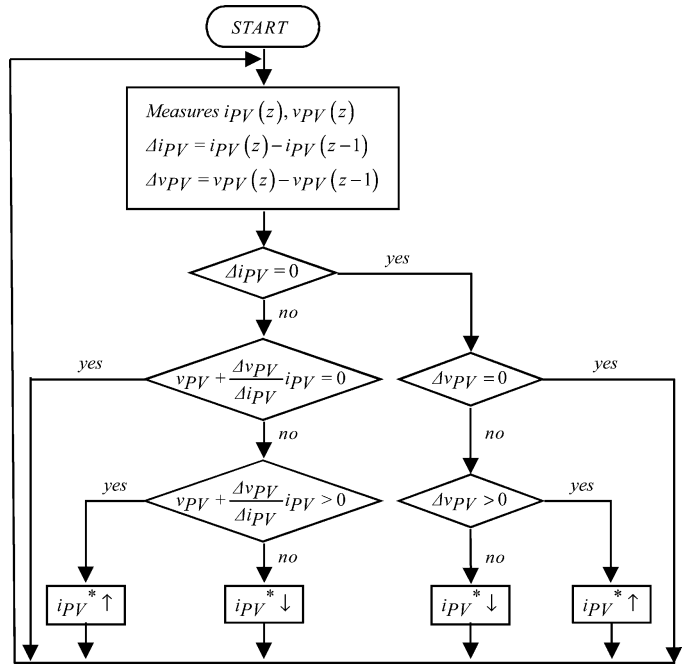 START
Measures iPV(z), vPV(z)
ΔiPV = iPV(z) − iPV(z−1)
ΔvPV = vPV(z) − vPV(z−1)
ΔiPV = 0
yes
no
yes
vPV + ΔvPV/ΔiPV iPV = 0
ΔvPV = 0
yes
no
no
yes
vPV + ΔvPV/ΔiPV iPV > 0
ΔvPV > 0
yes
no
no
iPV* ↑
iPV* ↓
iPV* ↓
iPV* ↑